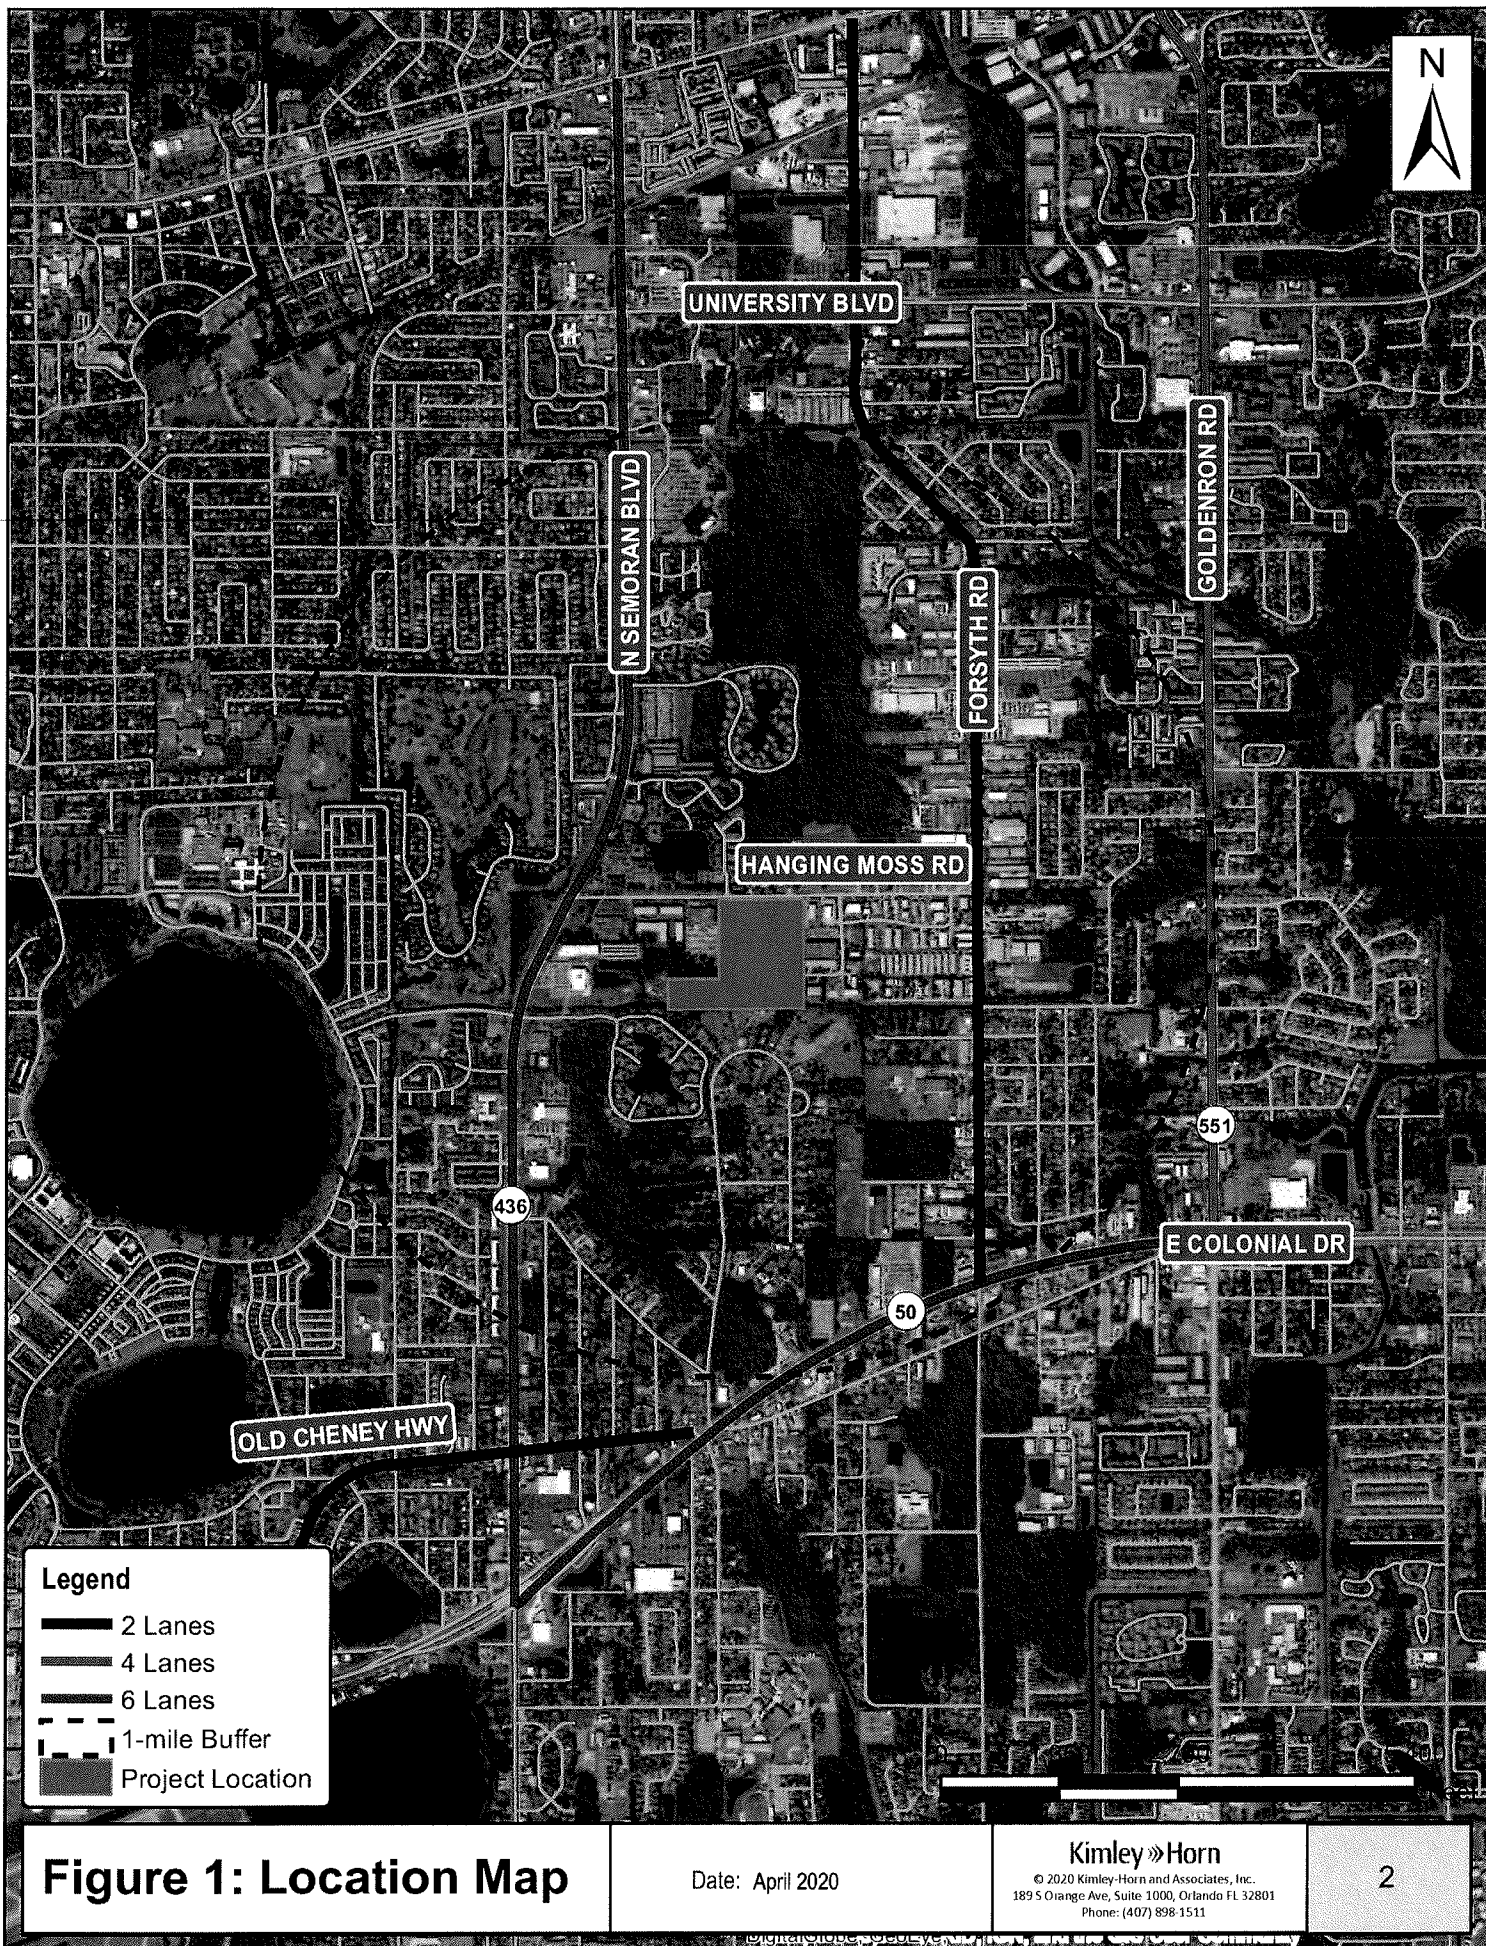 N
UNIVERSITY BLVD
GOLDENRON RD
N SEMORAN BLVD
FORSYTH RD
HANGING MOSS RD
551
436
E COLONIAL DR
50
OLD CHENEY HWY
Legend
2 Lanes
4 Lanes
6 Lanes
1-mile Buffer
Project Location
Figure 1: Location Map
Date: April 2020
Kimley»Horn
© 2020 Kimley-Horn and Associates, Inc.
189 S Orange Ave, Suite 1000, Orlando FL 32801
Phone: (407) 898-1511
2